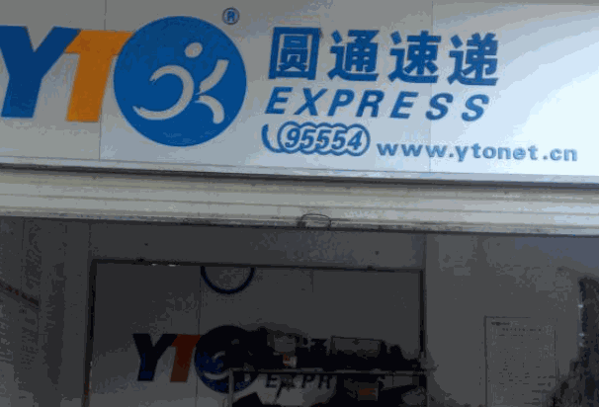 YTO
®
圆通速递
EXPRESS
95554
www.ytonet.cn
YTO
EXPRESS